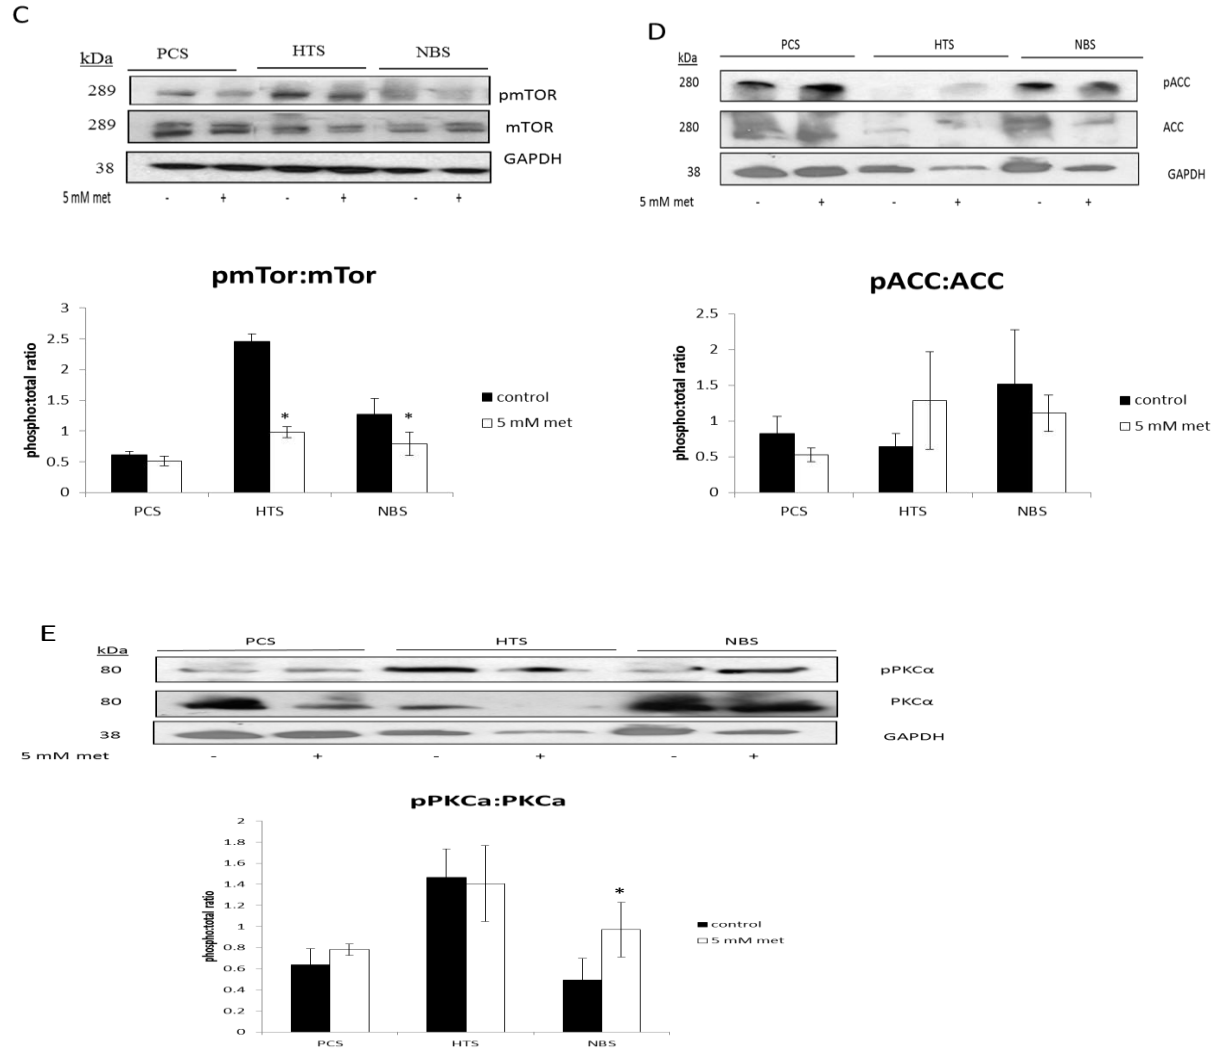 C
kDa PCS HTS NBS
289 pmTOR
289 mTOR
38 GAPDH
5 mM met - + - + - +
pmTor:mTor
phospho:total ratio
3
2.5
2
1.5
1
0.5
0
* *
PCS HTS NBS
control
5 mM met
D
kDa PCS HTS NBS
280 pACC
280 ACC
38 GAPDH
5 mM met - + - + - +
pACC:ACC
phospho:total ratio
2.5
2
1.5
1
0.5
0
PCS HTS NBS
control
5 mM met
E
kDa PCS HTS NBS
80 pPKCα
80 PKCα
38 GAPDH
5 mM met - + - + - +
pPKCa:PKCa
phospho:total ratio
2
1.8
1.6
1.4
1.2
1
0.8
0.6
0.4
0.2
0
*
PCS HTS NBS
control
5 mM met